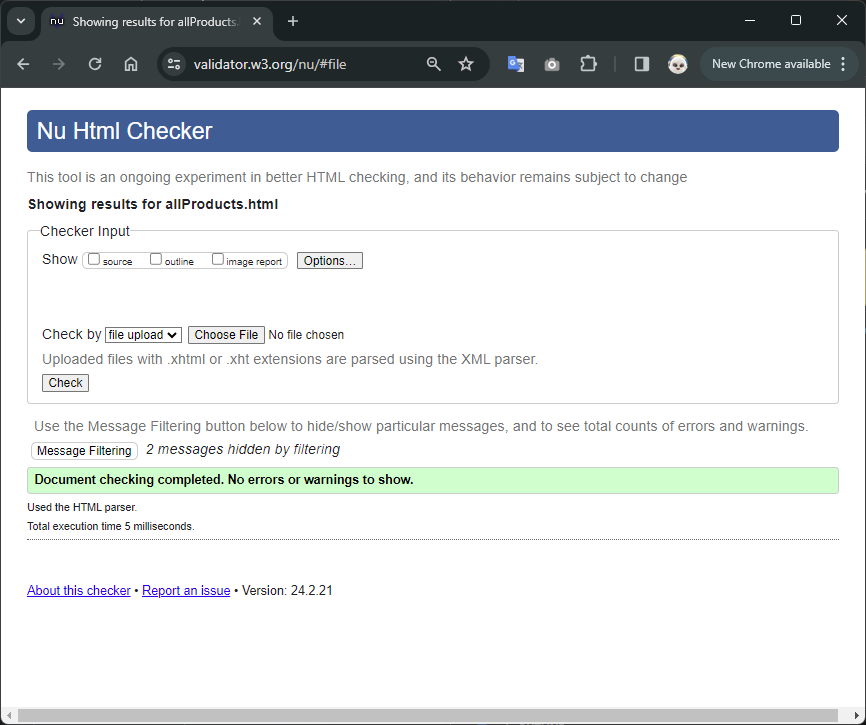 nu Showing results for allProducts.
validator.w3.org/nu/#file
New Chrome available
Nu Html Checker
This tool is an ongoing experiment in better HTML checking, and its behavior remains subject to change
Showing results for allProducts.html
Checker Input
Show source outline image report Options...
Check by file upload Choose File No file chosen
Uploaded files with .xhtml or .xht extensions are parsed using the XML parser.
Check
Use the Message Filtering button below to hide/show particular messages, and to see total counts of errors and warnings.
Message Filtering 2 messages hidden by filtering
Document checking completed. No errors or warnings to show.
Used the HTML parser.
Total execution time 5 milliseconds.
About this checker • Report an issue • Version: 24.2.21